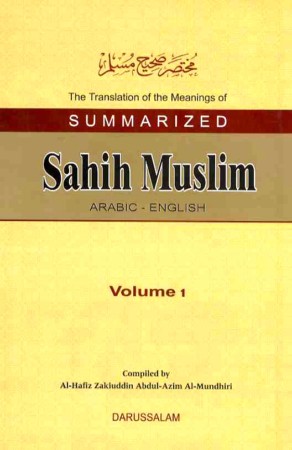 مختصر صحيح مسلم
The Translation of the Meanings of
SUMMARIZED
Sahih Muslim
ARABIC - ENGLISH
Volume 1
Compiled by
Al-Hafiz Zakiuddin Abdul-Azim Al-Mundhiri
DARUSSALAM